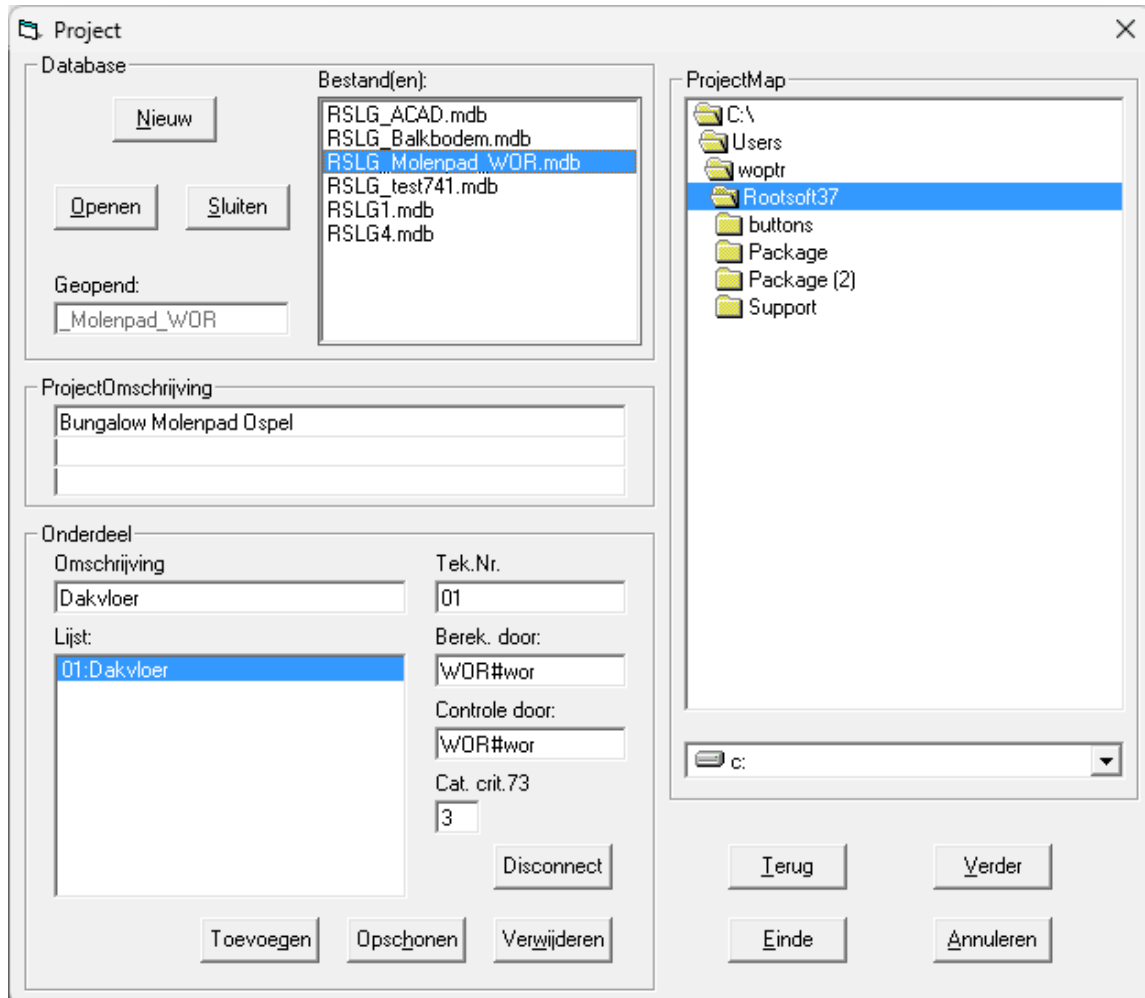 Project
Database
Nieuw
Openen
Sluiten
Geopend:
_Molenpad_WOR
Bestand(en):
RSLG_ACAD.mdb
RSLG_Balkbodem.mdb
RSLG_Molenpad_WOR.mdb
RSLG_test741.mdb
RSLG1.mdb
RSLG4.mdb
ProjectOmschrijving
Bungalow Molenpad Ospel
Onderdeel
Omschrijving
Dakvloer
Lijst:
01:Dakvloer
Tek.Nr.
01
Berek. door:
WOR#wor
Controle door:
WOR#wor
Cat. crit.73
3
Disconnect
Toevoegen
Opschonen
Verwijderen
ProjectMap
C:\
Users
woptr
Rootsoft37
buttons
Package
Package (2)
Support
c:
Terug
Verder
Einde
Annuleren